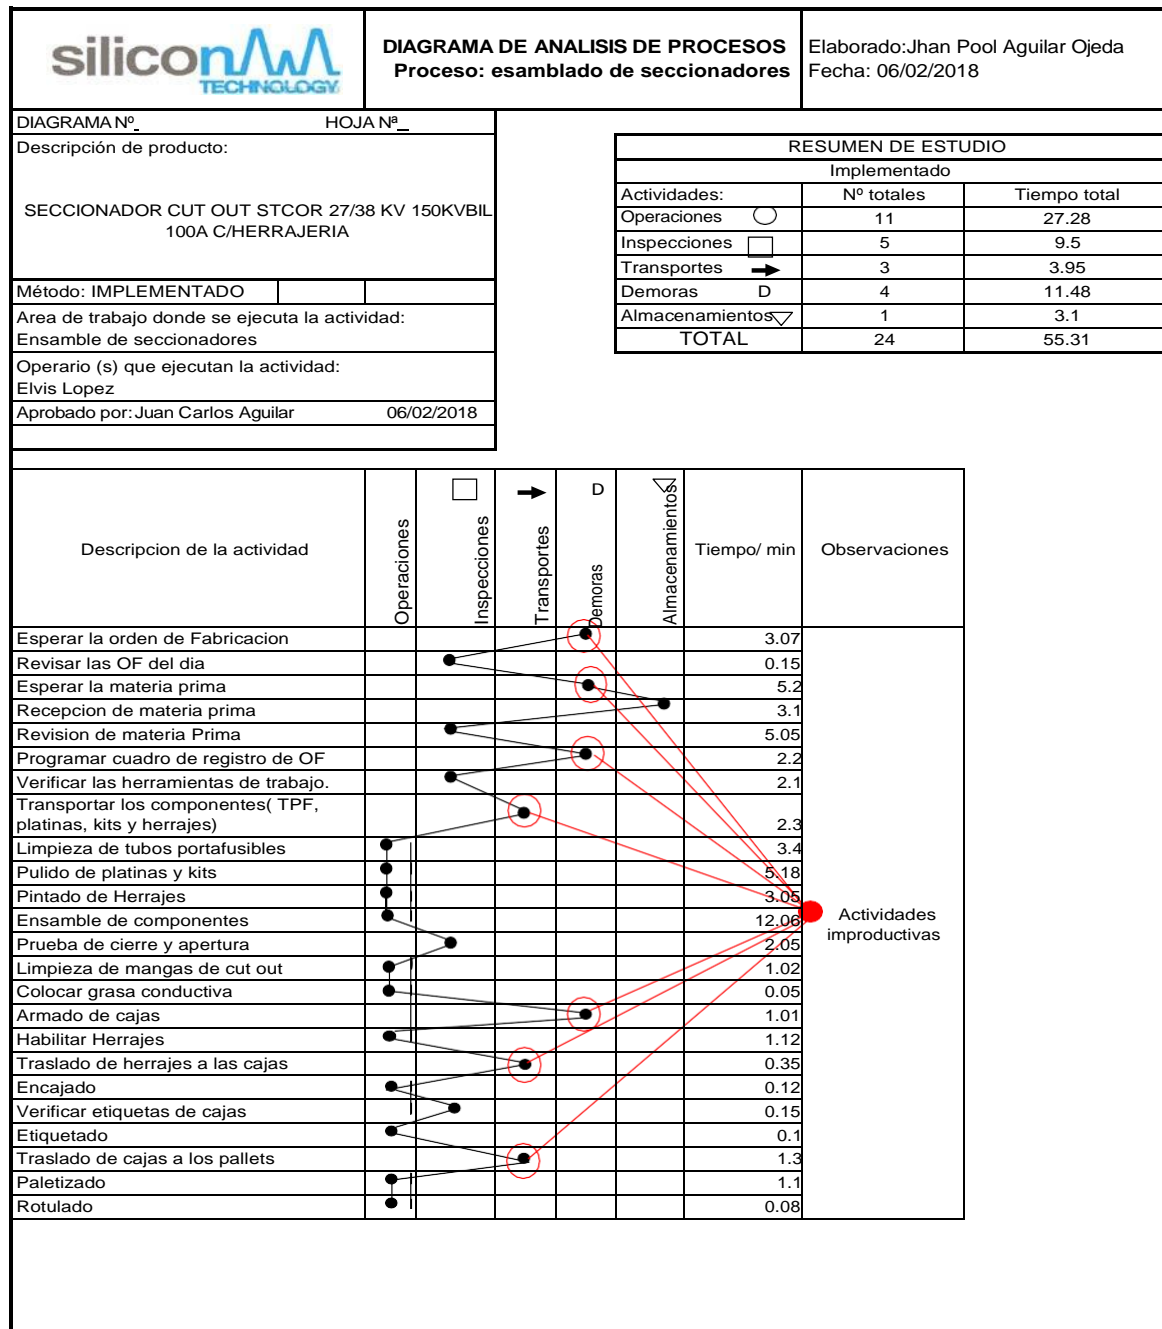 silicon
TECHNOLOGY
DIAGRAMA DE ANALISIS DE PROCESOS
Proceso: esamblado de seccionadores
Elaborado:Jhan Pool Aguilar Ojeda
Fecha: 06/02/2018
DIAGRAMA Nº_ HOJA Nª_
Descripción de producto:
SECCIONADOR CUT OUT STCOR 27/38 KV 150KVBIL
100A C/HERRAJERIA
Método: IMPLEMENTADO
Area de trabajo donde se ejecuta la actividad:
Ensamble de seccionadores
Operario (s) que ejecutan la actividad:
Elvis Lopez
Aprobado por: Juan Carlos Aguilar 06/02/2018
RESUMEN DE ESTUDIO
Implementado
Actividades: Nº totales Tiempo total
Operaciones 11 27.28
Inspecciones 5 9.5
Transportes 3 3.95
Demoras D 4 11.48
Almacenamientos 1 3.1
TOTAL 24 55.31
Descripcion de la actividad
Operaciones
Inspecciones
Transportes
D
Demoras
Almacenamientos
Tiempo/ min
Observaciones
Esperar la orden de Fabricacion 3.07
Revisar las OF del dia 0.15
Esperar la materia prima 5.2
Recepcion de materia prima 3.1
Revision de materia Prima 5.05
Programar cuadro de registro de OF 2.2
Verificar las herramientas de trabajo. 2.1
Transportar los componentes( TPF,
platinas, kits y herrajes) 2.3
Limpieza de tubos portafusibles 3.4
Pulido de platinas y kits 5.18
Pintado de Herrajes 3.05
Ensamble de componentes 12.06
Prueba de cierre y apertura 2.05
Limpieza de mangas de cut out 1.02
Colocar grasa conductiva 0.05
Armado de cajas 1.01
Habilitar Herrajes 1.12
Traslado de herrajes a las cajas 0.35
Encajado 0.12
Verificar etiquetas de cajas 0.15
Etiquetado 0.1
Traslado de cajas a los pallets 1.3
Paletizado 1.1
Rotulado 0.08
Actividades
improductivas